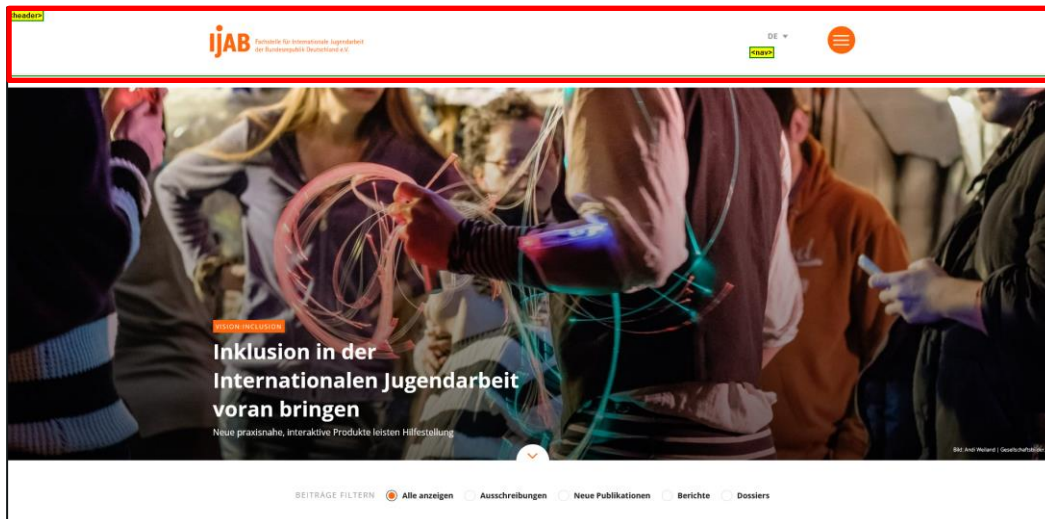 <header>
IJAB Fachstelle für Internationale Jugendarbeit
der Bundesrepublik Deutschland e.V.
DE
<nav>
VISION:INCLUSION
Inklusion in der
Internationalen Jugendarbeit
voran bringen
Neue praxisnahe, interaktive Produkte leisten Hilfestellung
Bild: Andi Weiland | Gesellschaftsbilder
BEITRÄGE FILTERN Alle anzeigen Ausschreibungen Neue Publikationen Berichte Dossiers